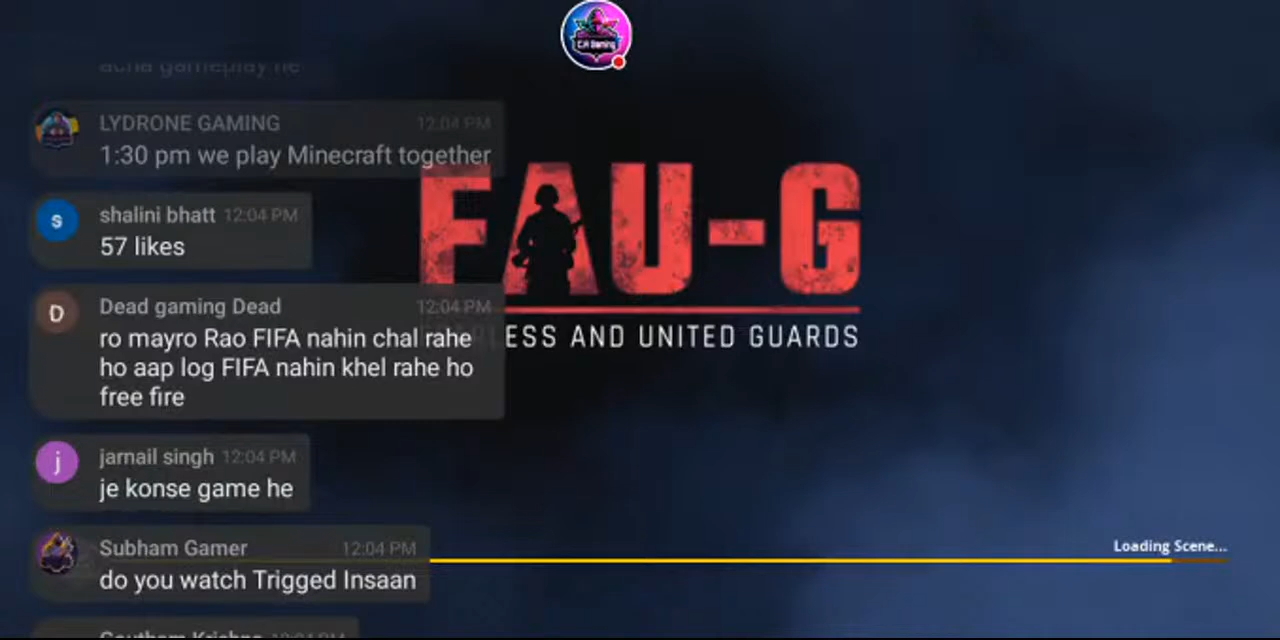 acha gameplay he
LYDRONE GAMING 12:04 PM
1:30 pm we play Minecraft together
s
shalini bhatt 12:04 PM
57 likes
D
Dead gaming Dead 12:04 PM
ro mayro Rao FIFA nahin chal rahe
ho aap log FIFA nahin khel rahe ho
free fire
j
jarnail singh 12:04 PM
je konse game he
Subham Gamer 12:04 PM
do you watch Trigged Insaan
FAU-G
AND UNITED GUARDS
Loading Scene...